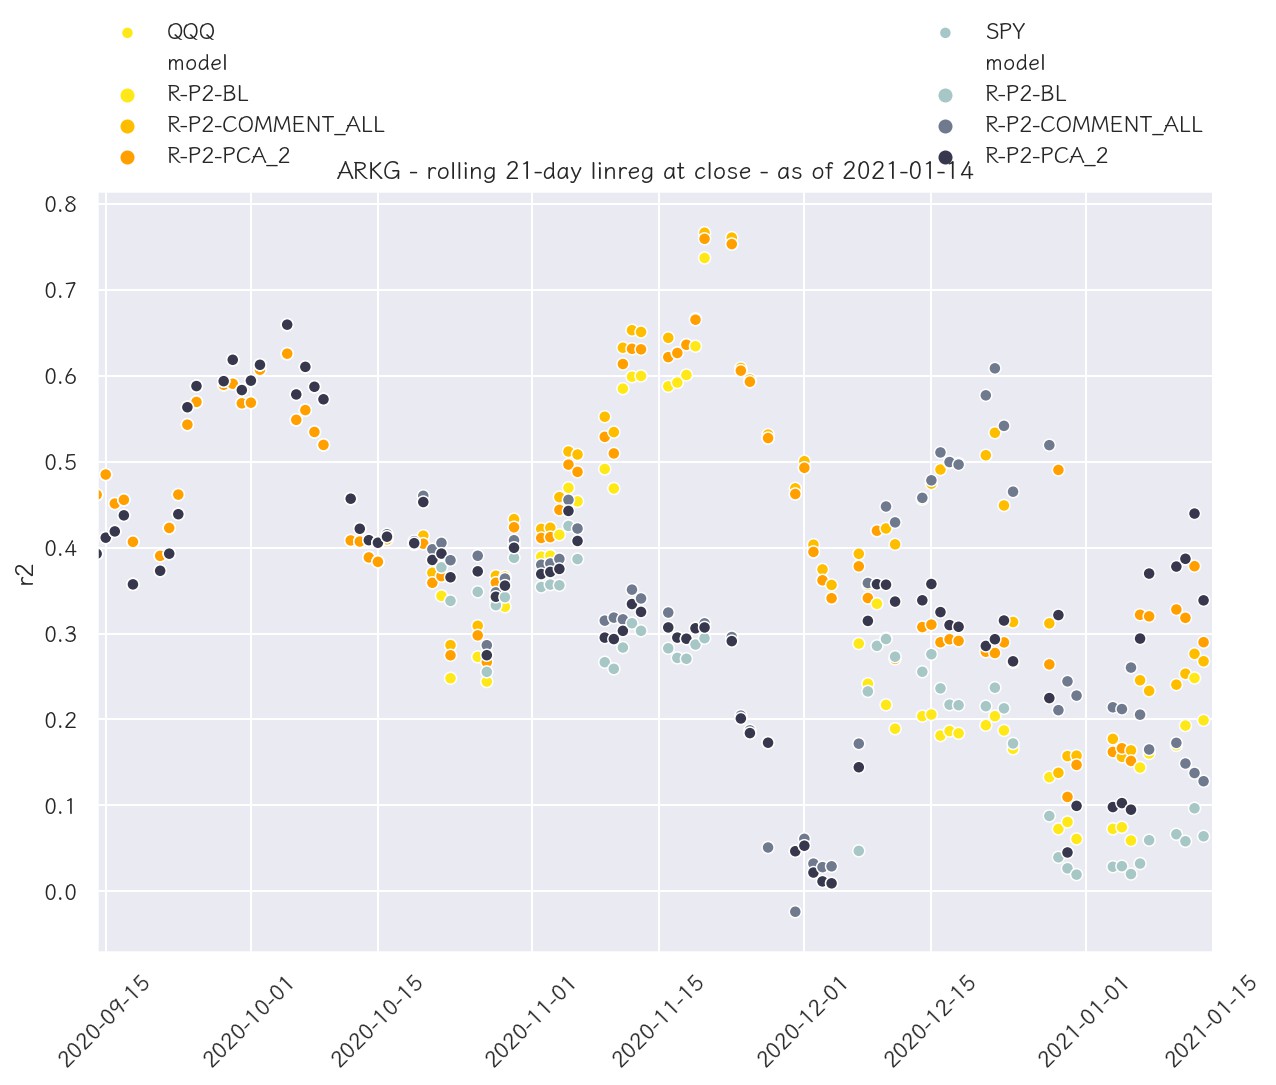 QQQ
model
R-P2-BL
R-P2-COMMENT_ALL
R-P2-PCA_2
SPY
model
R-P2-BL
R-P2-COMMENT_ALL
R-P2-PCA_2
ARKG - rolling 21-day linreg at close - as of 2021-01-14
0.8
0.7
0.6
0.5
0.4
0.3
0.2
0.1
0.0
r2
2020-09-15
2020-10-01
2020-10-15
2020-11-01
2020-11-15
2020-12-01
2020-12-15
2021-01-01
2021-01-15